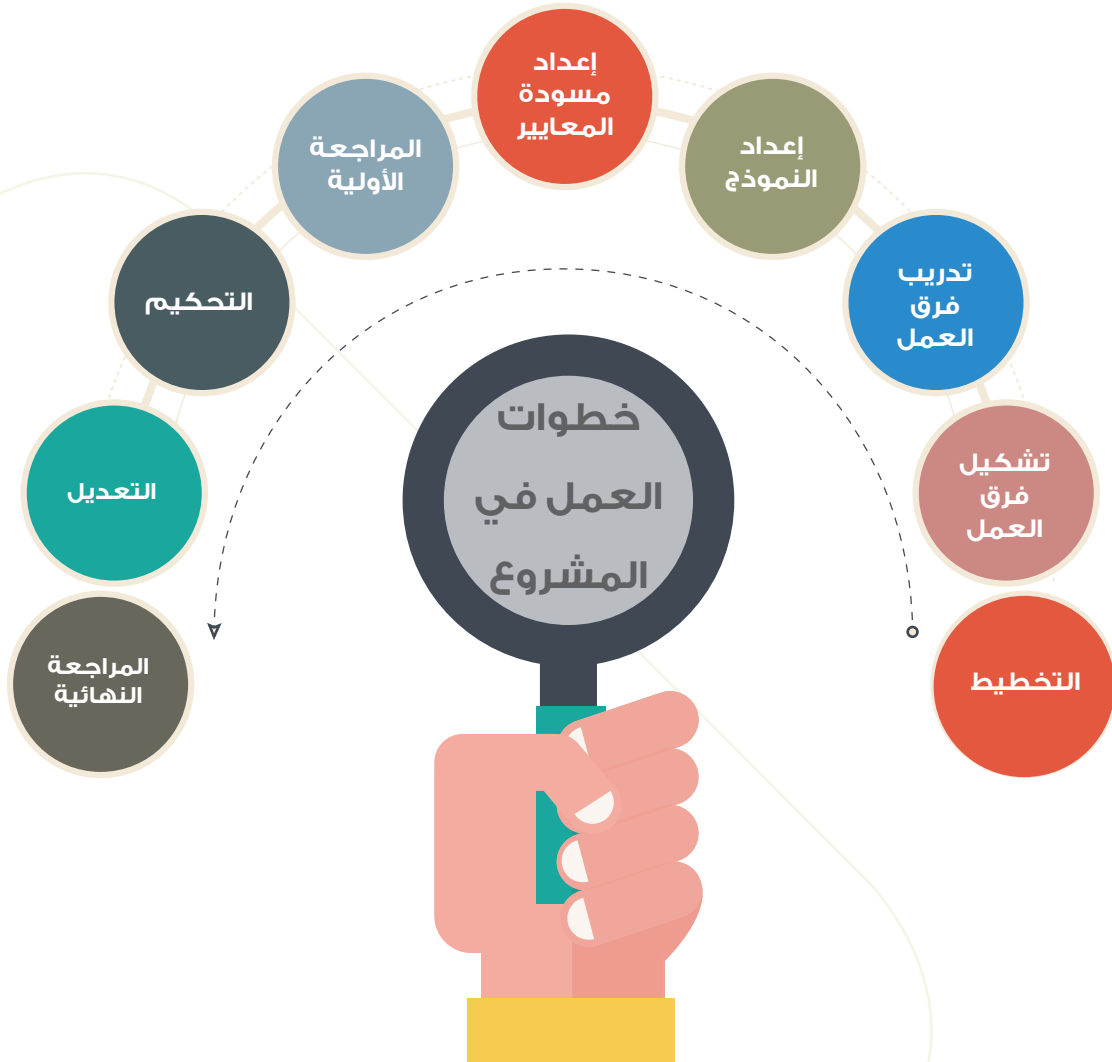 خطوات
العمل في
المشروع
التخطيط
تشكيل
فرق
العمل
تدريب
فرق
العمل
إعداد
النموذج
إعداد
مسودة
المعايير
المراجعة
الأولية
التحكيم
التعديل
المراجعة
النهائية